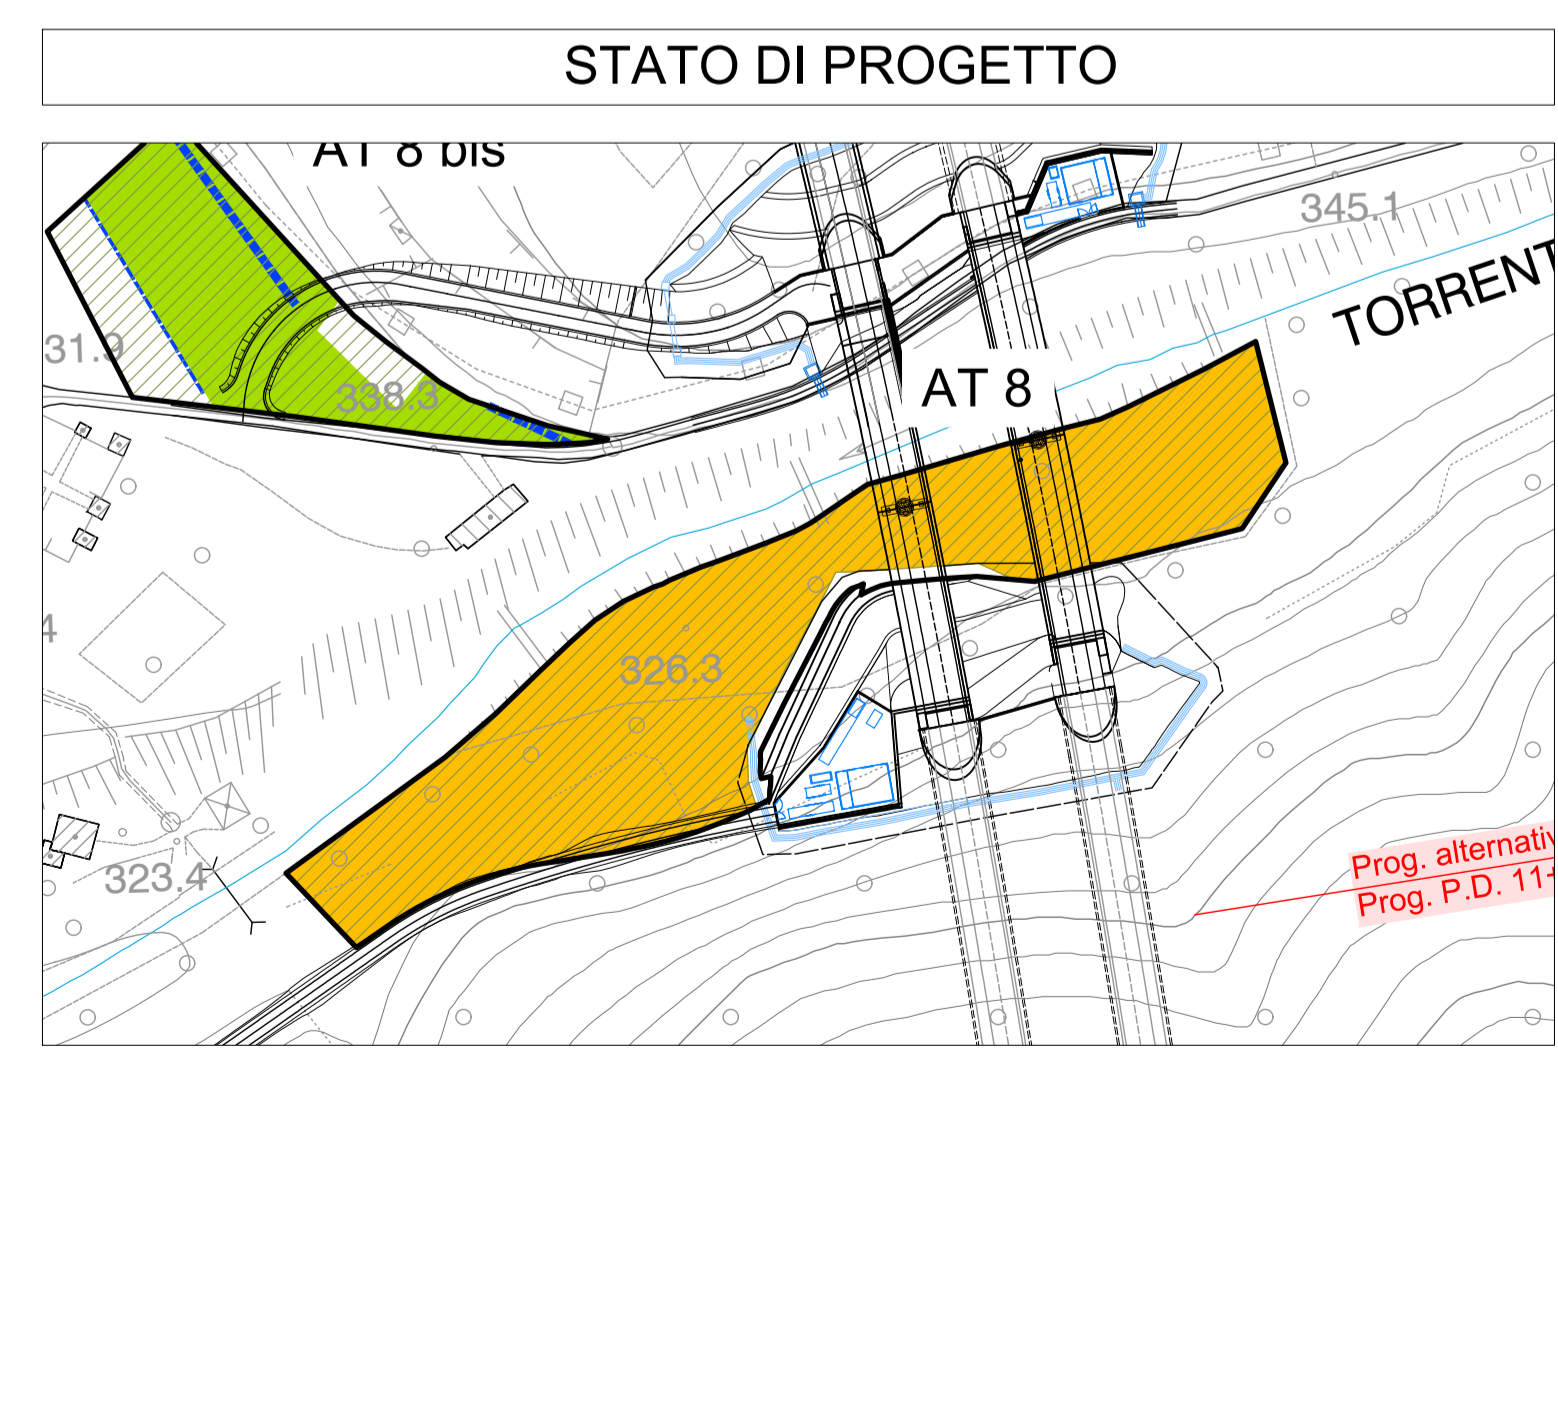 STATO DI PROGETTO
AT 8 bis
345.1
TORRENT
31.9
338.3
AT 8
4
326.3
323.4
Prog. alternativ
Prog. P.D. 11+